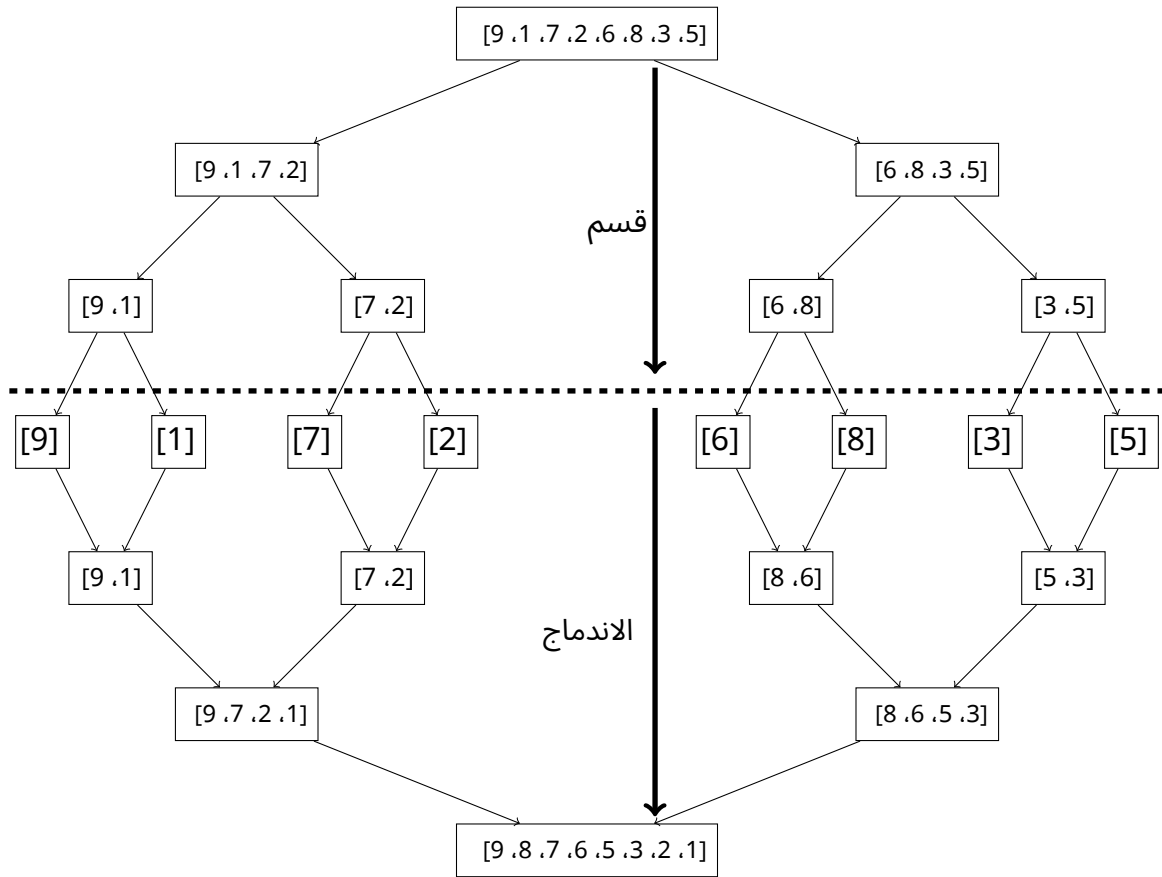 [9 ،1 ،7 ،2 ،6 ،8 ،3 ،5]
[9 ،1 ،7 ،2]
[6 ،8 ،3 ،5]
قسم
[9 ،1]
[7 ،2]
[6 ،8]
[3 ،5]
[9]
[1]
[7]
[2]
[6]
[8]
[3]
[5]
[9 ،1]
[7 ،2]
[8 ،6]
[5 ،3]
الاندماج
[9 ،7 ،2 ،1]
[8 ،6 ،5 ،3]
[9 ،8 ،7 ،6 ،5 ،3 ،2 ،1]